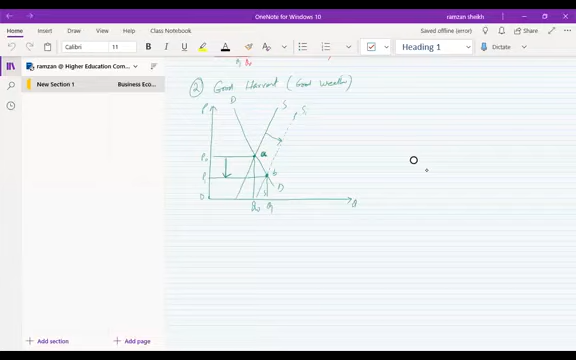 OneNote for Windows 10
ramzan sheikh
Home Insert Draw View Help Class Notebook
Saved offline (error) Share
Calibri 11 B I U A Heading 1 Dictate
ramzan @ Higher Education Com...
New Section 1 Business Eco...
② Good Harvest (Good weather)
P
D S S
P₀ a
P₁ b
D
0 Q₀ Q₁ Q
Add section Add page